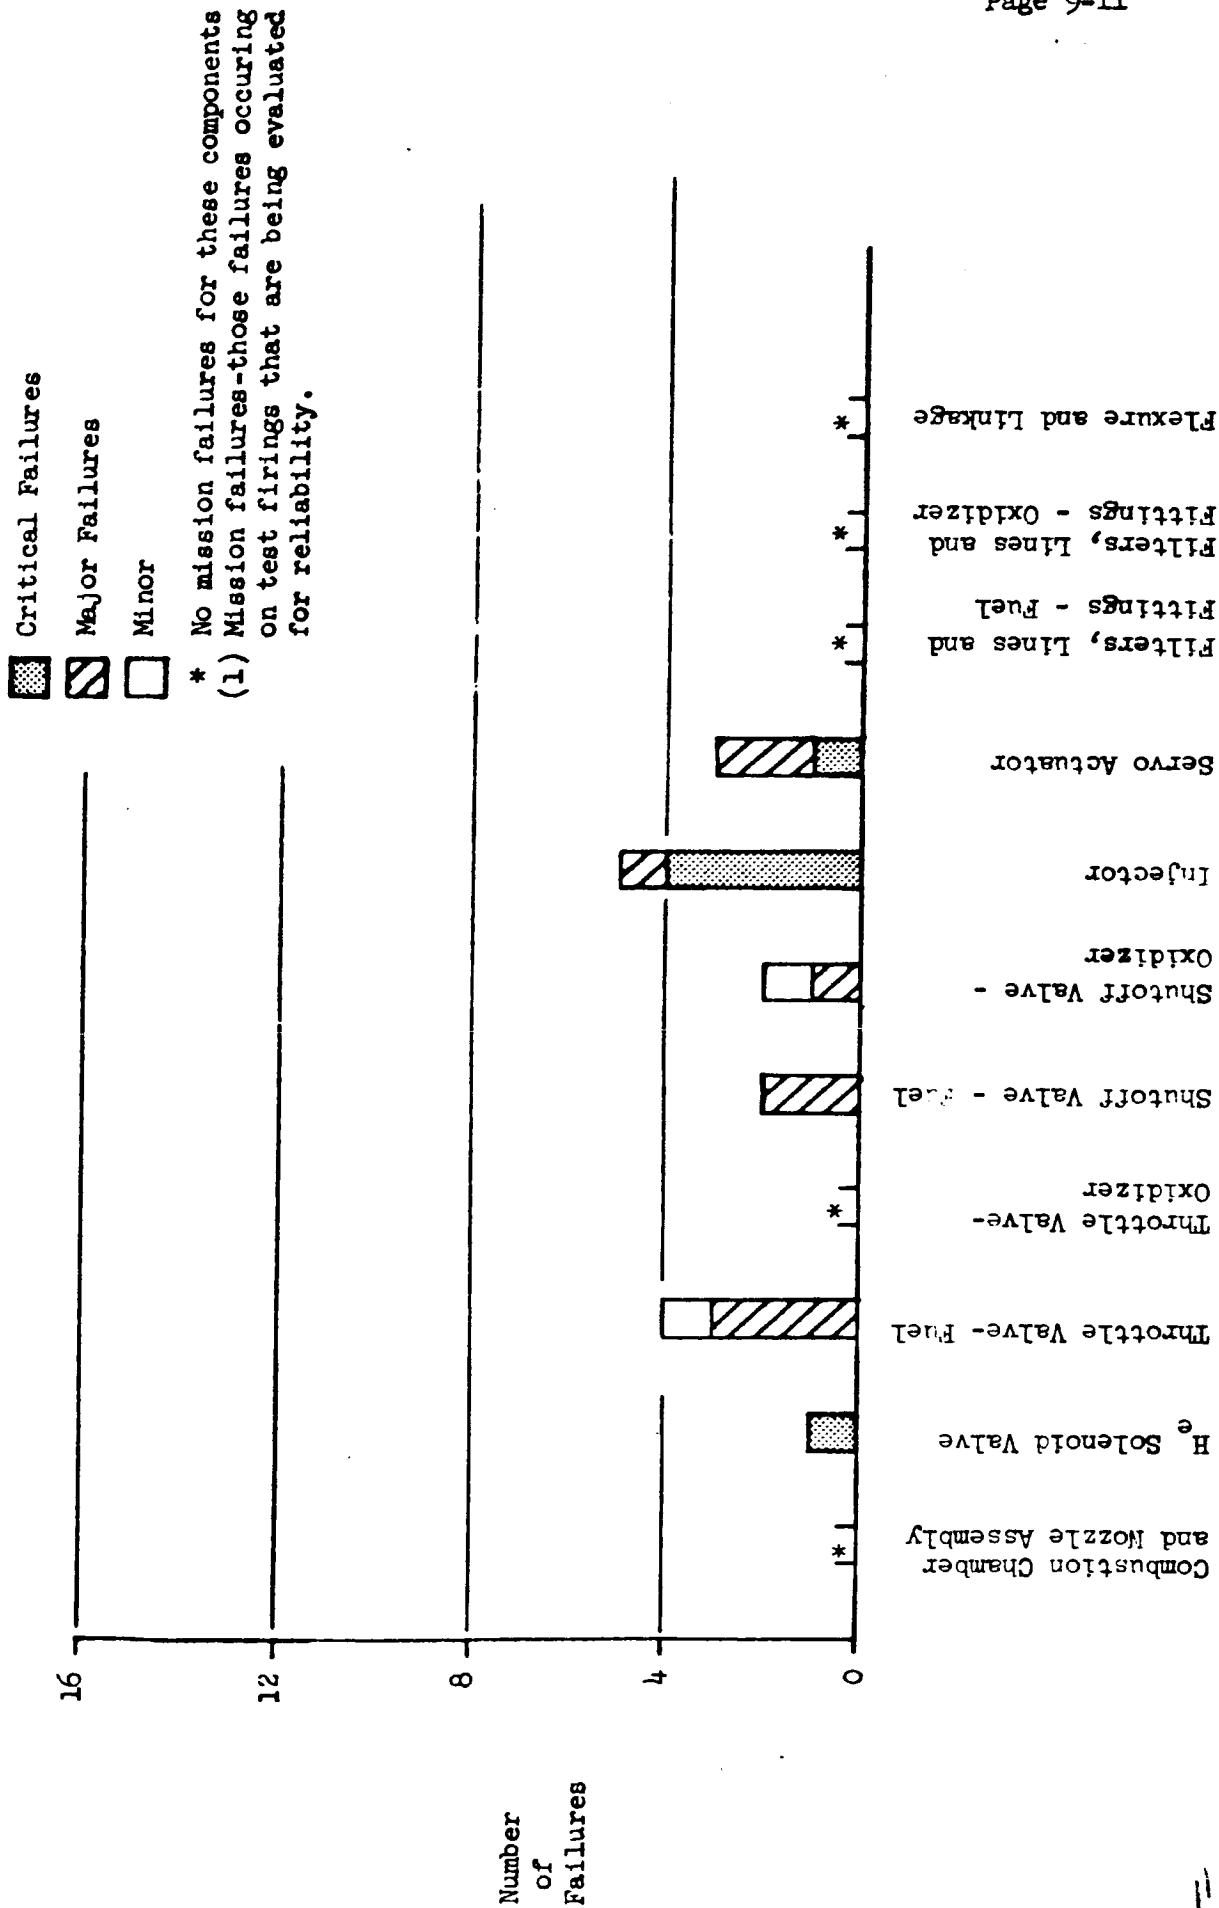 Page 9-11
Critical Failures
Major Failures
Minor
* No mission failures for these components
(1) Mission failures-those failures occuring
on test firings that are being evaluated
for reliability.
Number
of
Failures
16
12
8
4
0
*
*
*
*
*
Combustion Chamber
and Nozzle Assembly
He Solenoid Valve
Throttle Valve- Fuel
Throttle Valve-
Oxidizer
Shutoff Valve - Fuel
Shutoff Valve -
Oxidizer
Injector
Servo Actuator
Filters, Lines and
Fittings - Fuel
Filters, Lines and
Fittings - Oxidizer
Flexure and Linkage